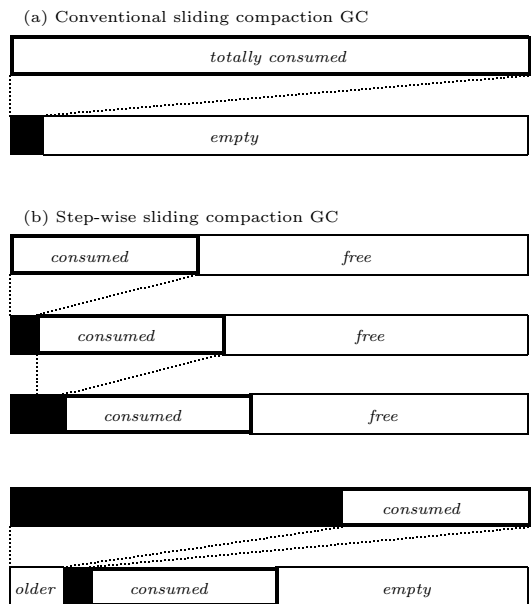 (a) Conventional sliding compaction GC
totally consumed
empty
(b) Step-wise sliding compaction GC
consumed free
consumed free
consumed free
consumed
older consumed empty